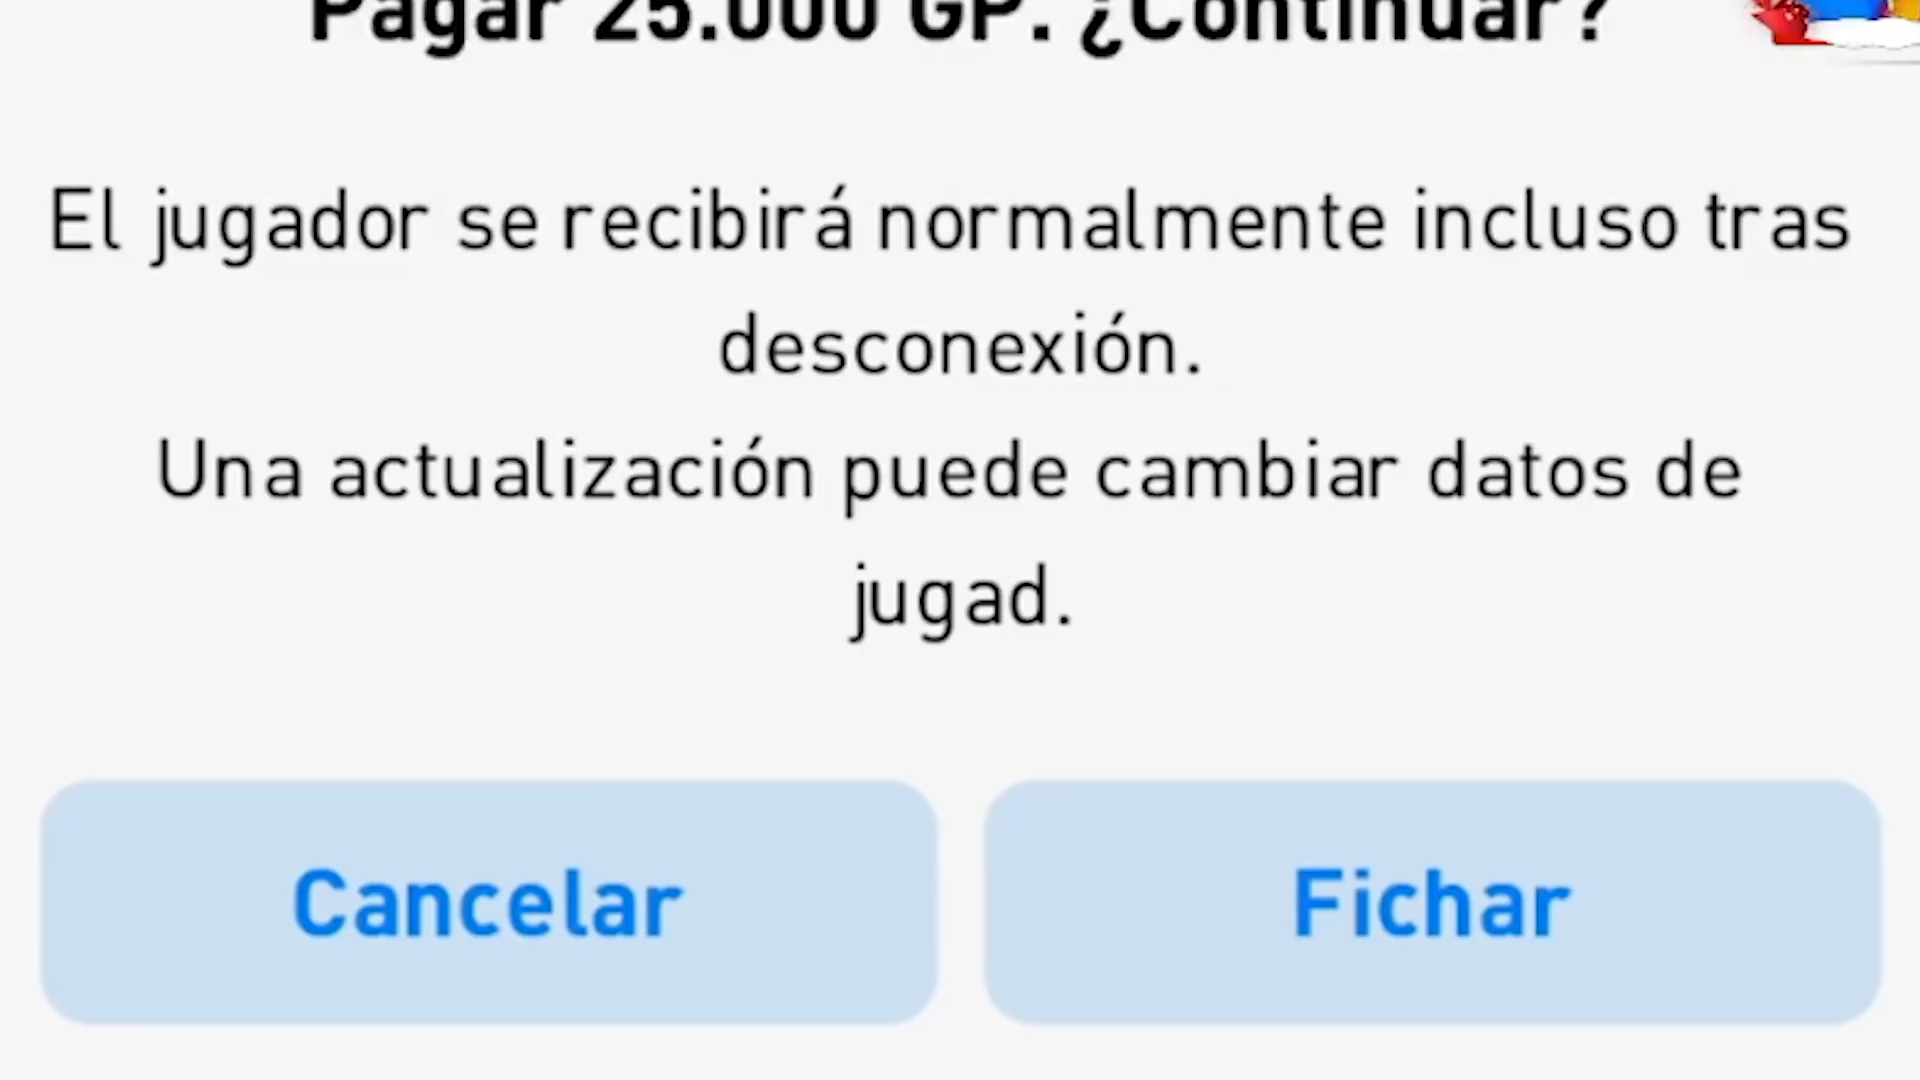 Pagar 25.000 GP. ¿Continuar?
El jugador se recibirá normalmente incluso tras
desconexión.
Una actualización puede cambiar datos de
jugad.
Cancelar
Fichar